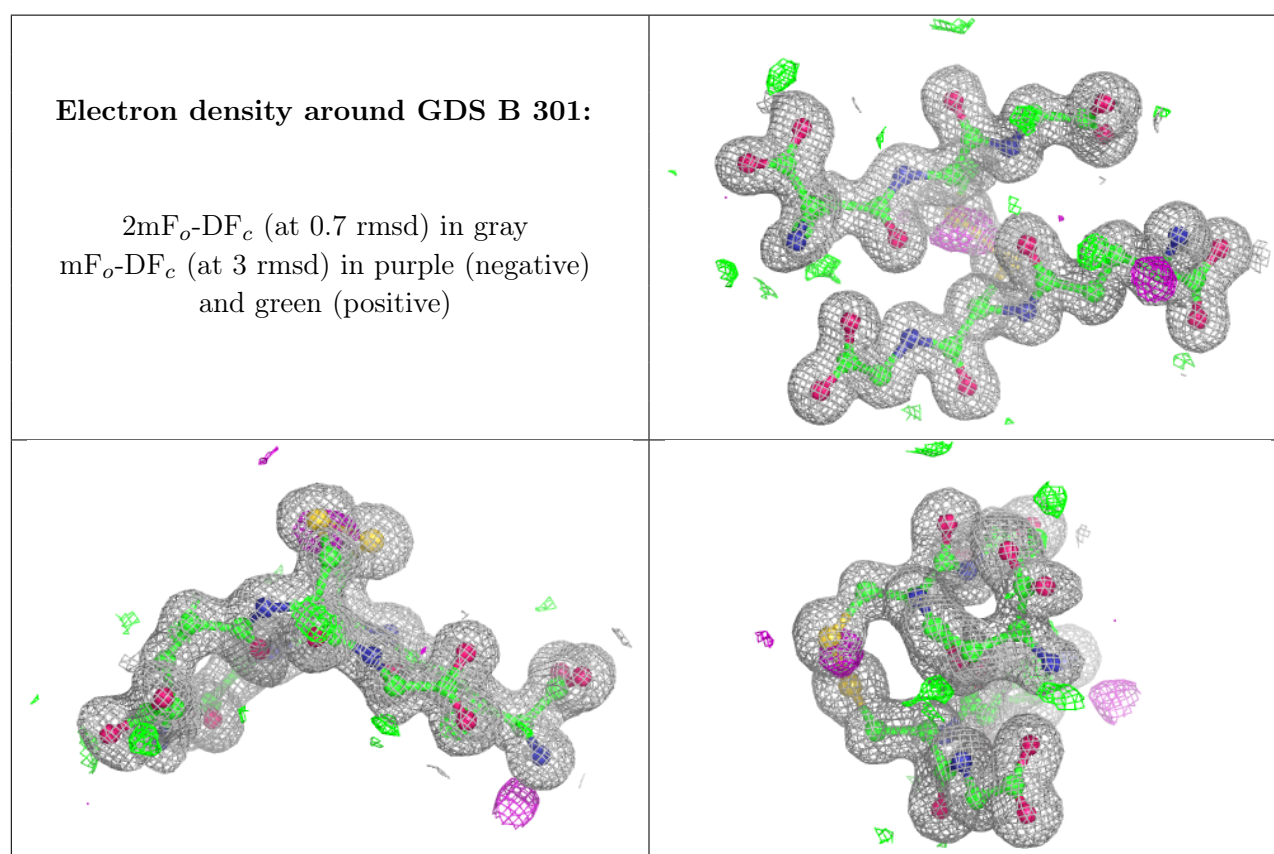 Electron density around GDS B 301:
2mFₒ-DF𝒸 (at 0.7 rmsd) in gray
mFₒ-DF𝒸 (at 3 rmsd) in purple (negative)
and green (positive)